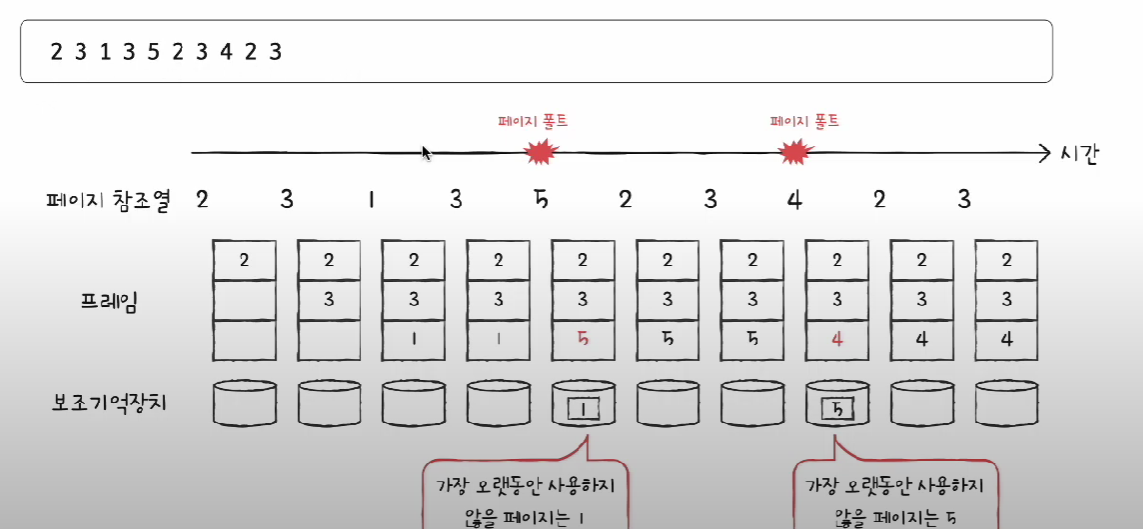 2 3 1 3 5 2 3 4 2 3
페이지 폴트 페이지 폴트
시간
페이지 참조열 2 3 1 3 5 2 3 4 2 3
2 2 2 2 2 2 2 2 2 2
프레임 3 3 3 3 3 3 3 3 3
1 1 5 5 5 4 4 4
보조기억장치 1 5
가장 오랫동안 사용하지 가장 오랫동안 사용하지
않을 페이지는 1 않을 페이지는 5